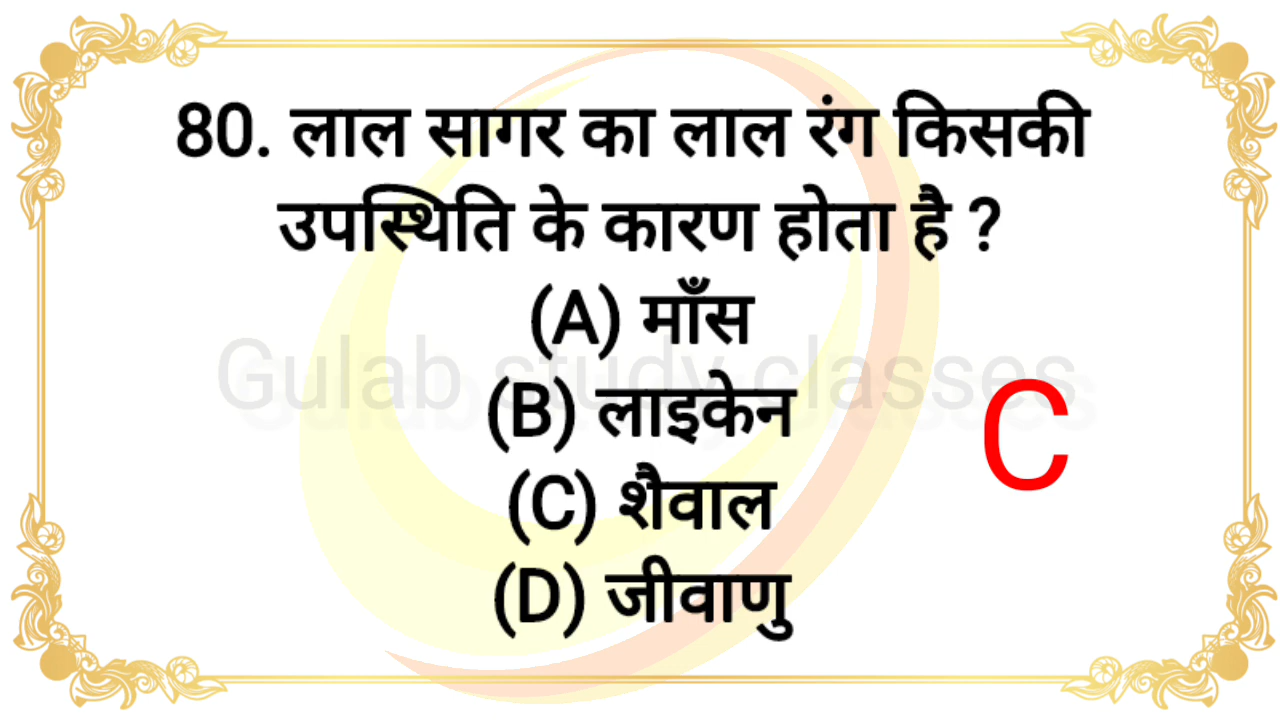 80. लाल सागर का लाल रंग किसकी
उपस्थिति के कारण होता है ?
(A) माँस
(B) लाइकेन
(C) शैवाल
(D) जीवाणु
C
Gulab study classes